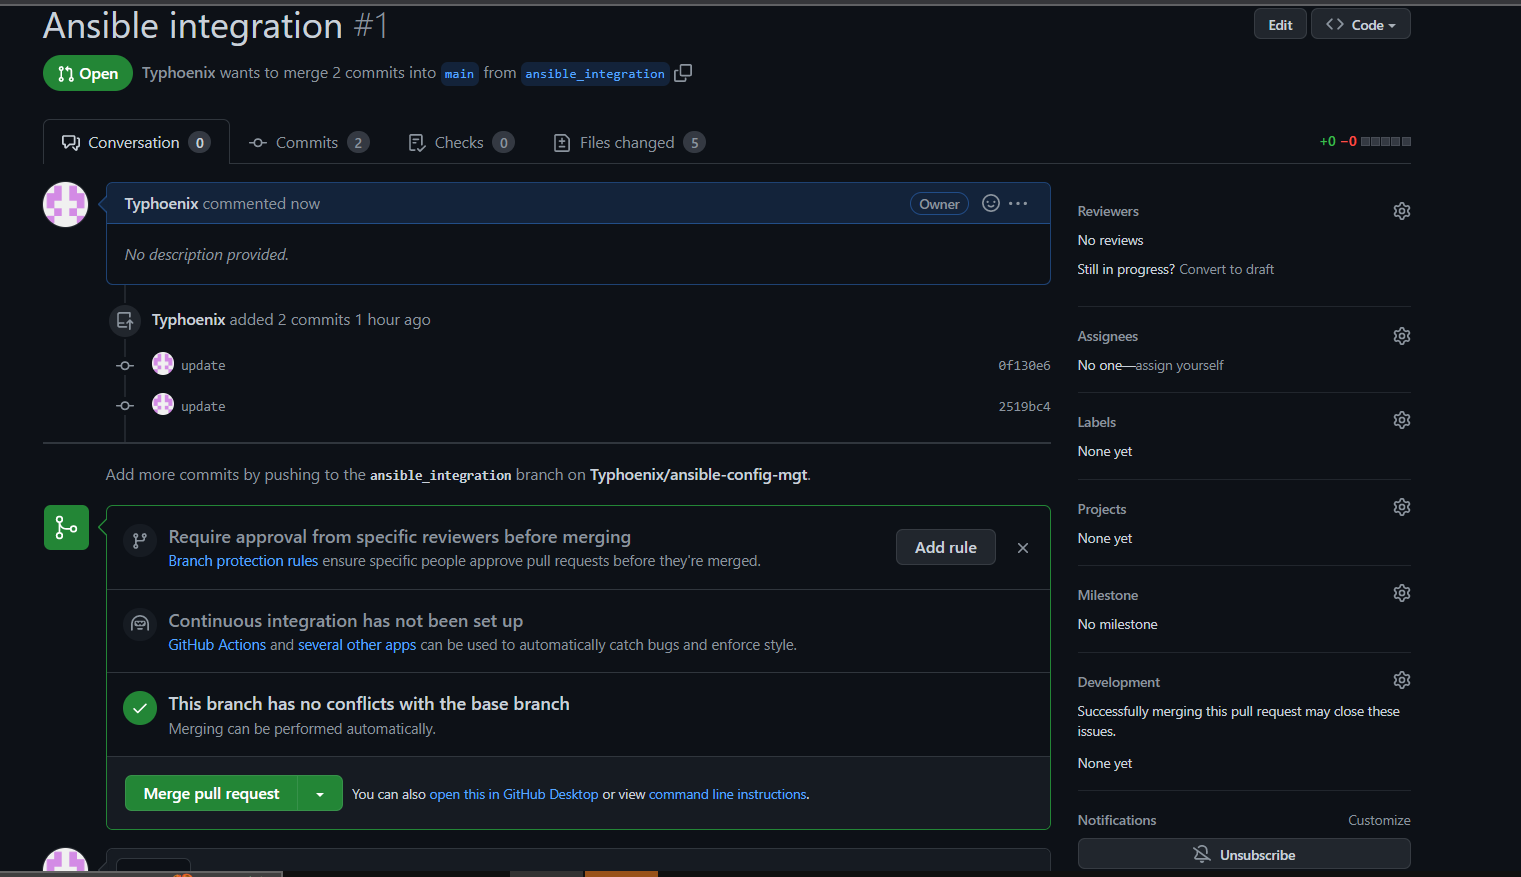 Ansible integration #1
Edit
Code
Open
Typhoenix wants to merge 2 commits into main from ansible_integration
Conversation 0
Commits 2
Checks 0
Files changed 5
+0 −0
Typhoenix commented now
Owner
No description provided.
Typhoenix added 2 commits 1 hour ago
update
0f130e6
update
2519bc4
Add more commits by pushing to the ansible_integration branch on Typhoenix/ansible-config-mgt.
Require approval from specific reviewers before merging
Branch protection rules ensure specific people approve pull requests before they're merged.
Add rule
Continuous integration has not been set up
GitHub Actions and several other apps can be used to automatically catch bugs and enforce style.
This branch has no conflicts with the base branch
Merging can be performed automatically.
Merge pull request
You can also open this in GitHub Desktop or view command line instructions.
Reviewers
No reviews
Still in progress? Convert to draft
Assignees
No one—assign yourself
Labels
None yet
Projects
None yet
Milestone
No milestone
Development
Successfully merging this pull request may close these
issues.
None yet
Notifications
Customize
Unsubscribe